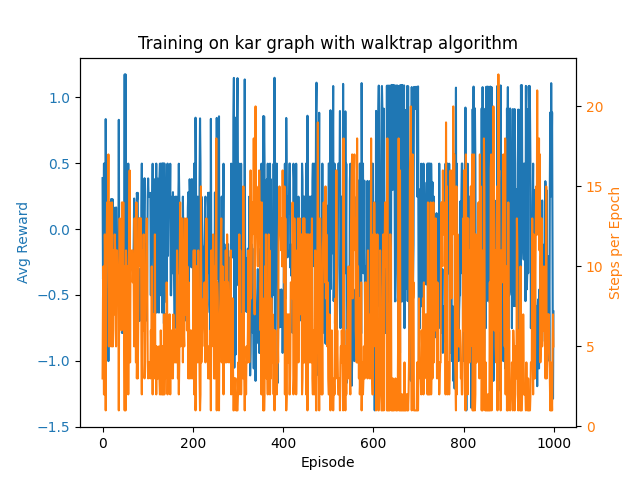 Training on kar graph with walktrap algorithm
1.0
0.5
0.0
−0.5
−1.0
−1.5
Avg Reward
20
15
10
5
0
Steps per Epoch
0 200 400 600 800 1000
Episode